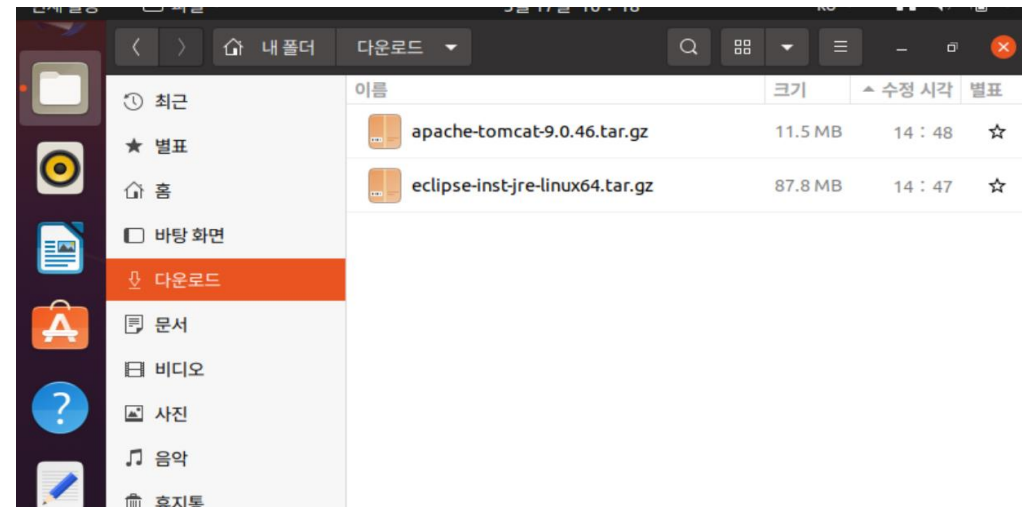 내 폴더 다운로드
최근
별표
홈
바탕 화면
다운로드
문서
비디오
사진
음악
이름 크기 수정 시각 별표
apache-tomcat-9.0.46.tar.gz 11.5 MB 14 : 48
eclipse-inst-jre-linux64.tar.gz 87.8 MB 14 : 47